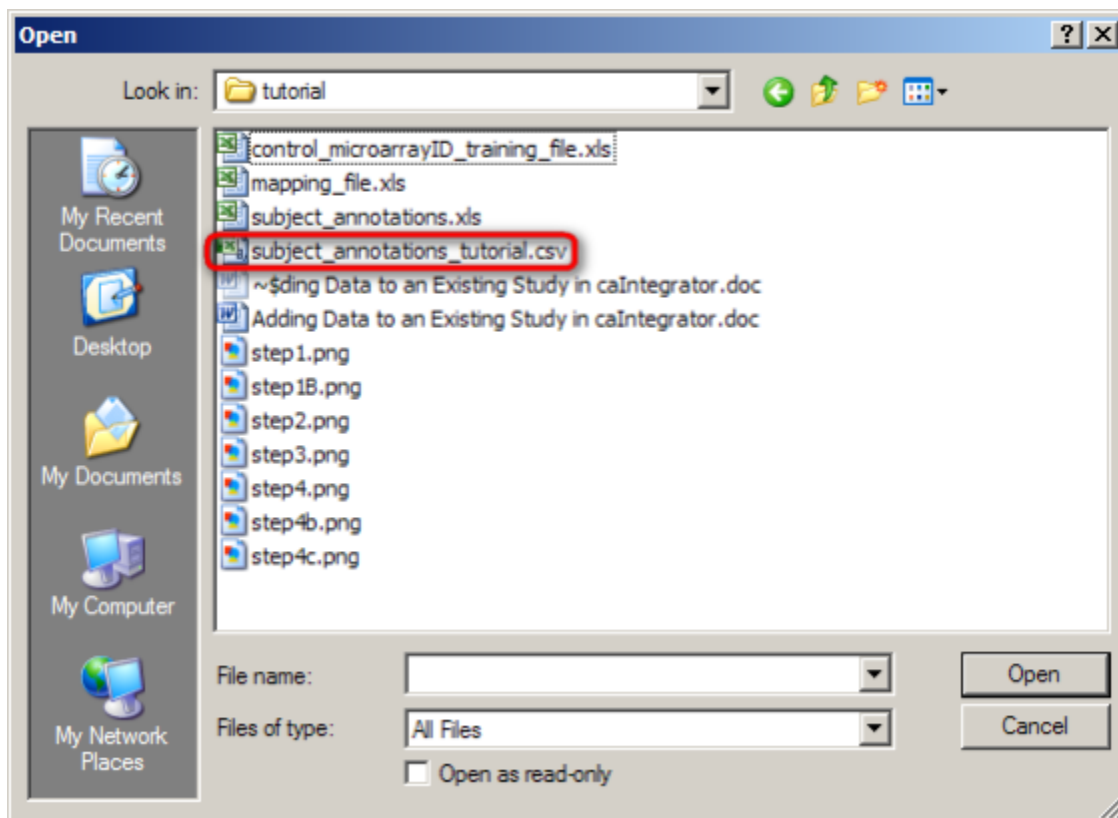 Open
Look in:
tutorial
My Recent
Documents
Desktop
My Documents
My Computer
My Network
Places
control_microarrayID_training_file.xls
mapping_file.xls
subject_annotations.xls
subject_annotations_tutorial.csv
~$ding Data to an Existing Study in caIntegrator.doc
Adding Data to an Existing Study in caIntegrator.doc
step1.png
step1B.png
step2.png
step3.png
step4.png
step4b.png
step4c.png
File name:
Open
Files of type:
All Files
Cancel
Open as read-only